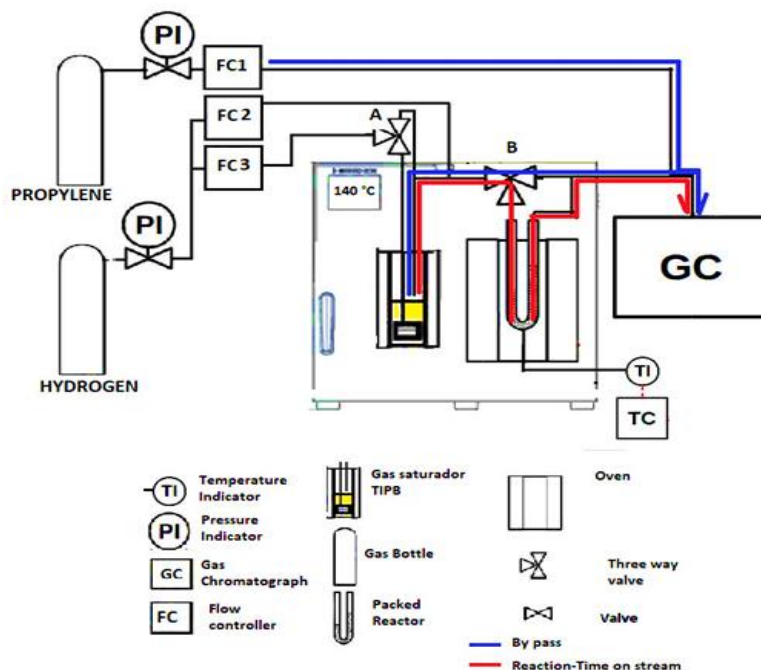 PI
FC1
PROPYLENE
FC2
FC3
A
B
140 °C
PI
HYDROGEN
GC
TI
TC
TI
Temperature
Indicator
PI
Pressure
Indicator
GC
Gas
Chromatograph
FC
Flow
controller
Gas saturador
TIPB
Gas Bottle
Packed
Reactor
Oven
Three way
valve
Valve
By pass
Reaction-Time on stream